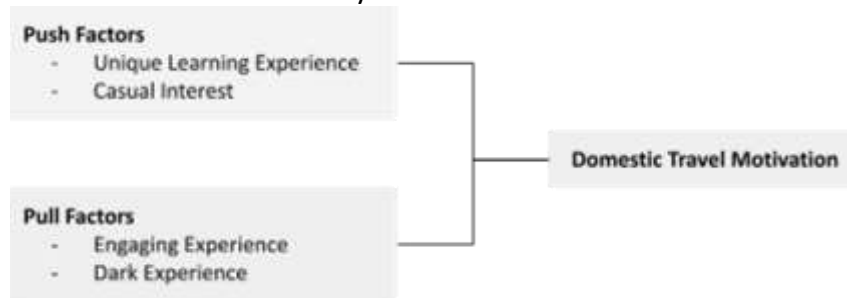 Push Factors
- Unique Learning Experience
- Casual Interest
Domestic Travel Motivation
Pull Factors
- Engaging Experience
- Dark Experience